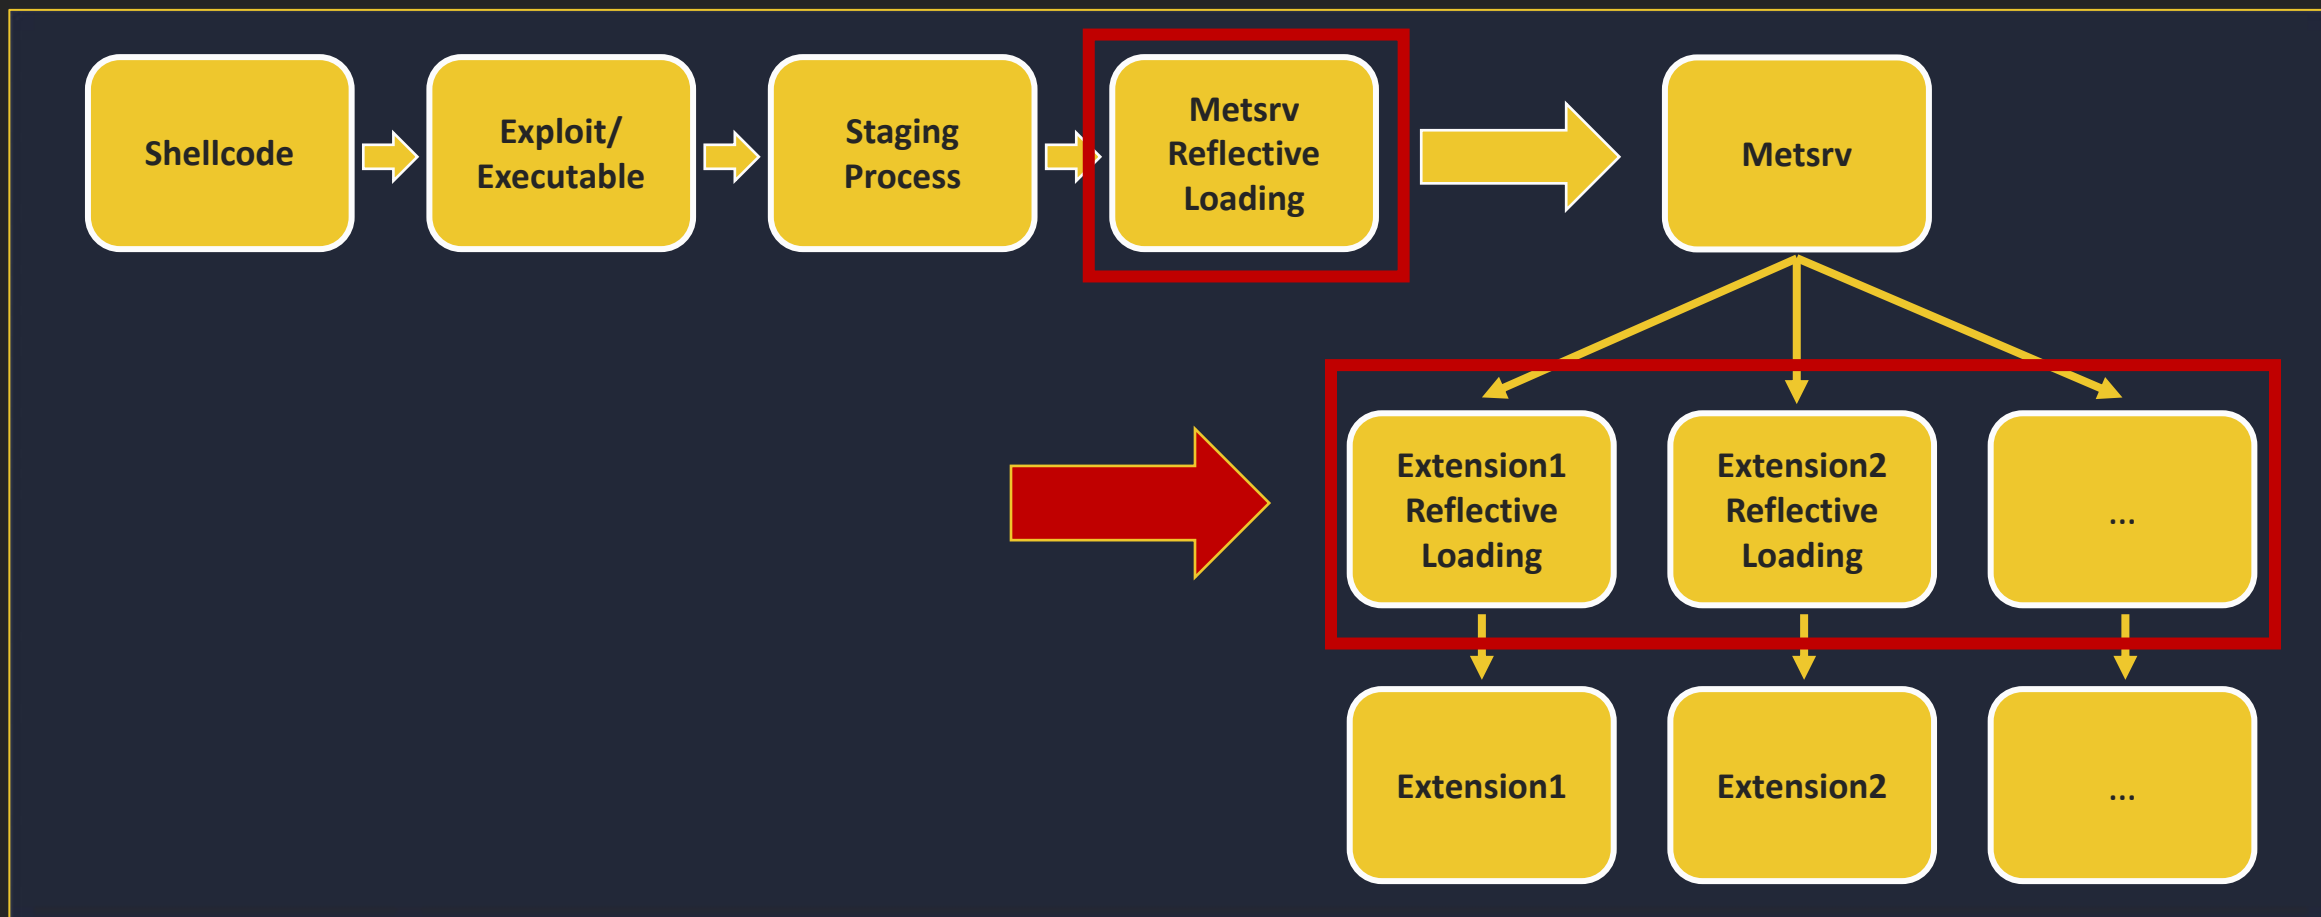 Shellcode
Exploit/
Executable
Staging
Process
Metsrv
Reflective
Loading
Metsrv
Extension1
Reflective
Loading
Extension2
Reflective
Loading
...
Extension1
Extension2
...